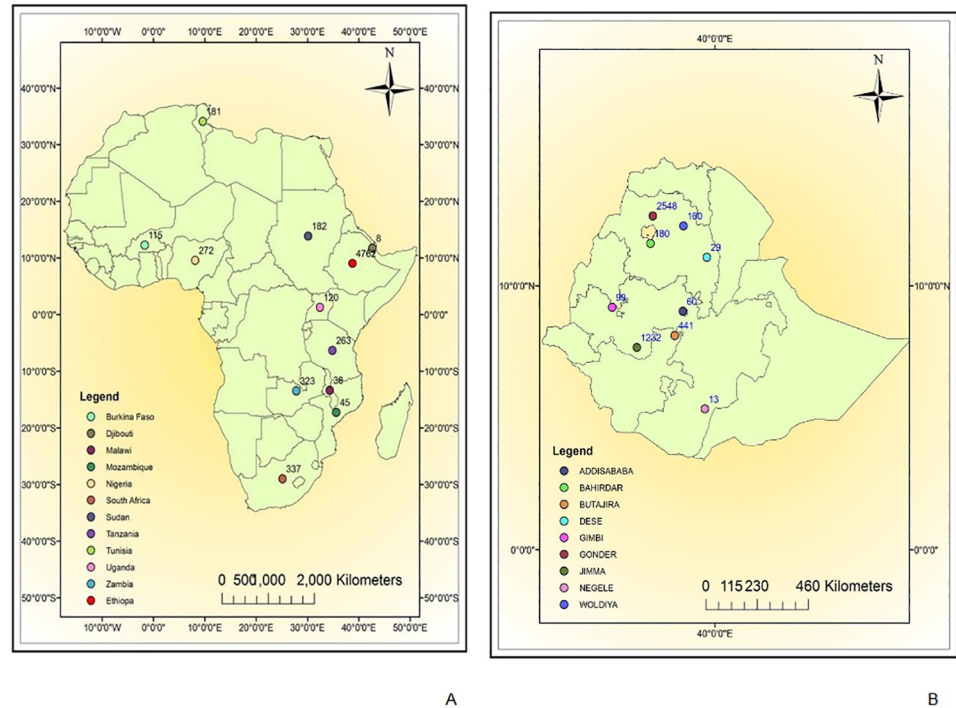 10°0'0"W 0°0'0" 10°0'0"E 20°0'0"E 30°0'0"E 40°0'0"E 50°0'0"E
N
40°0'0"N 40°0'0"N
181
30°0'0"N 30°0'0"N
20°0'0"N 20°0'0"N
115 272 182 8
4762
10°0'0"N 10°0'0"N
120
0°0'0" 0°0'0"
263
10°0'0"S 10°0'0"S
323 38
45
20°0'0"S 20°0'0"S
337
30°0'0"S 30°0'0"S
40°0'0"S 40°0'0"S
50°0'0"S 50°0'0"S
Legend
Burkina Faso
Djibouti
Malawi
Mozambique
Nigeria
South Africa
Sudan
Tanzania
Tunisia
Uganda
Zambia
Ethiopa
0 500 1,000 2,000 Kilometers
10°0'0"W 0°0'0" 10°0'0"E 20°0'0"E 30°0'0"E 40°0'0"E 50°0'0"E
A
40°0'0"E
N
2548
160
180
29
10°0'0"N 10°0'0"N
99
60
441
1232
13
Legend
ADDISABABA
BAHIRDAR
BUTAJIRA
DESE
GIMBI
GONDER
JIMMA
NEGELE
WOLDIYA
0°0'0" 0°0'0"
0 115 230 460 Kilometers
40°0'0"E
B